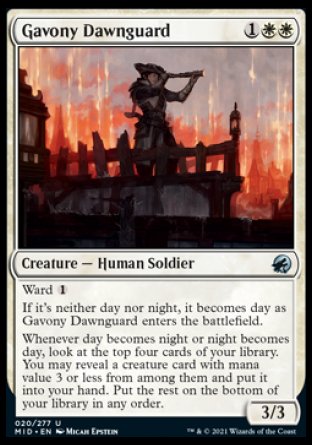 Gavony Dawnguard 1
Creature — Human Soldier
Ward 1
If it's neither day nor night, it becomes day as
Gavony Dawnguard enters the battlefield.
Whenever day becomes night or night becomes
day, look at the top four cards of your library.
You may reveal a creature card with mana
value 3 or less from among them and put it
into your hand. Put the rest on the bottom of
your library in any order.
3/3
020/277 U
MID • EN Micah Epstein
™ & © 2021 Wizards of the Coast